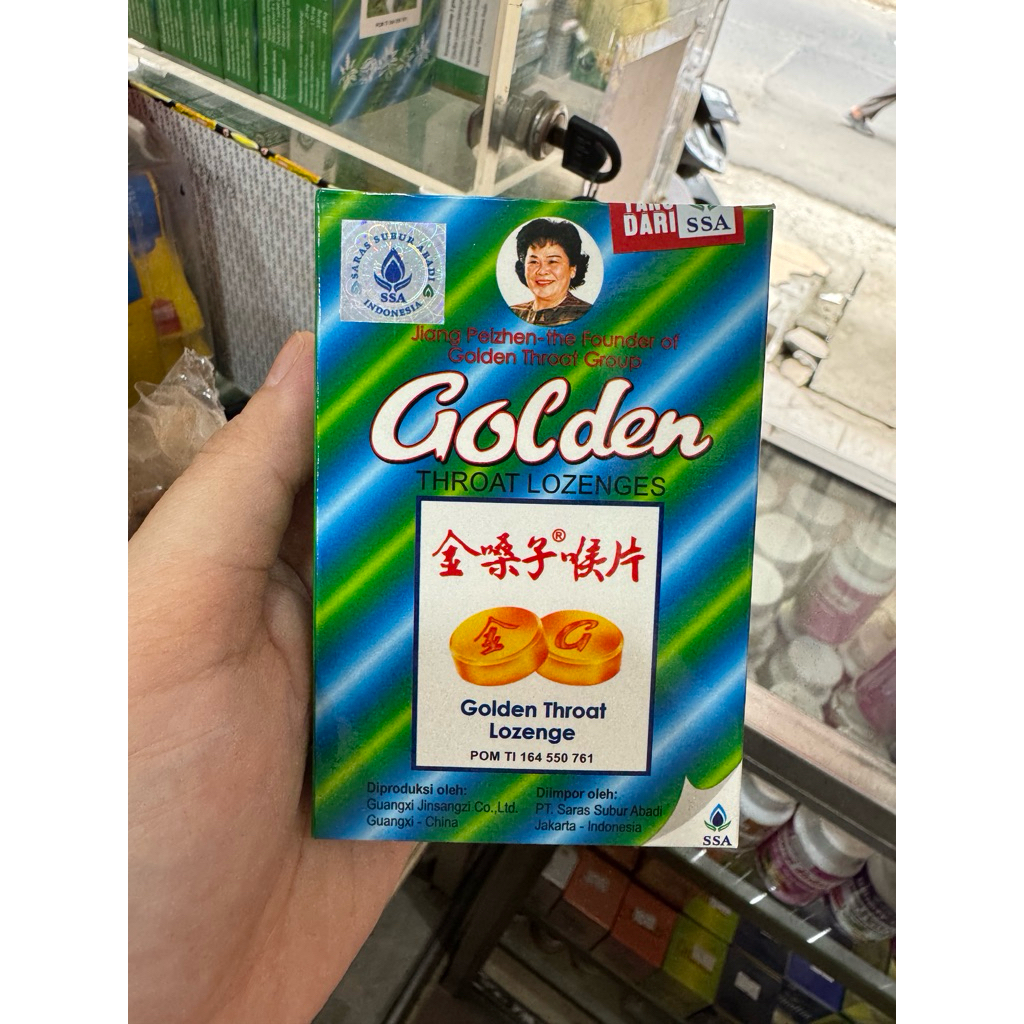 YANG
DARI SSA
SARAS SUBUR ABADI
SSA
INDONESIA
Jiang Peizhen-the Founder of
Golden Throat Group
Golden
THROAT LOZENGES
金嗓子®喉片
金 G
Golden Throat
Lozenge
POM TI 164 550 761
Diproduksi oleh:
Guangxi Jinsangzi Co.,Ltd.
Guangxi - China
Diimpor oleh:
PT. Saras Subur Abadi
Jakarta - Indonesia
SSA